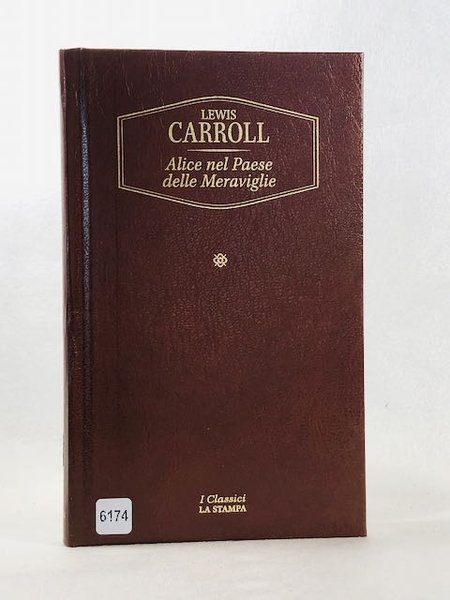 LEWIS
CARROLL
Alice nel Paese
delle Meraviglie
I Classici
LA STAMPA
6174